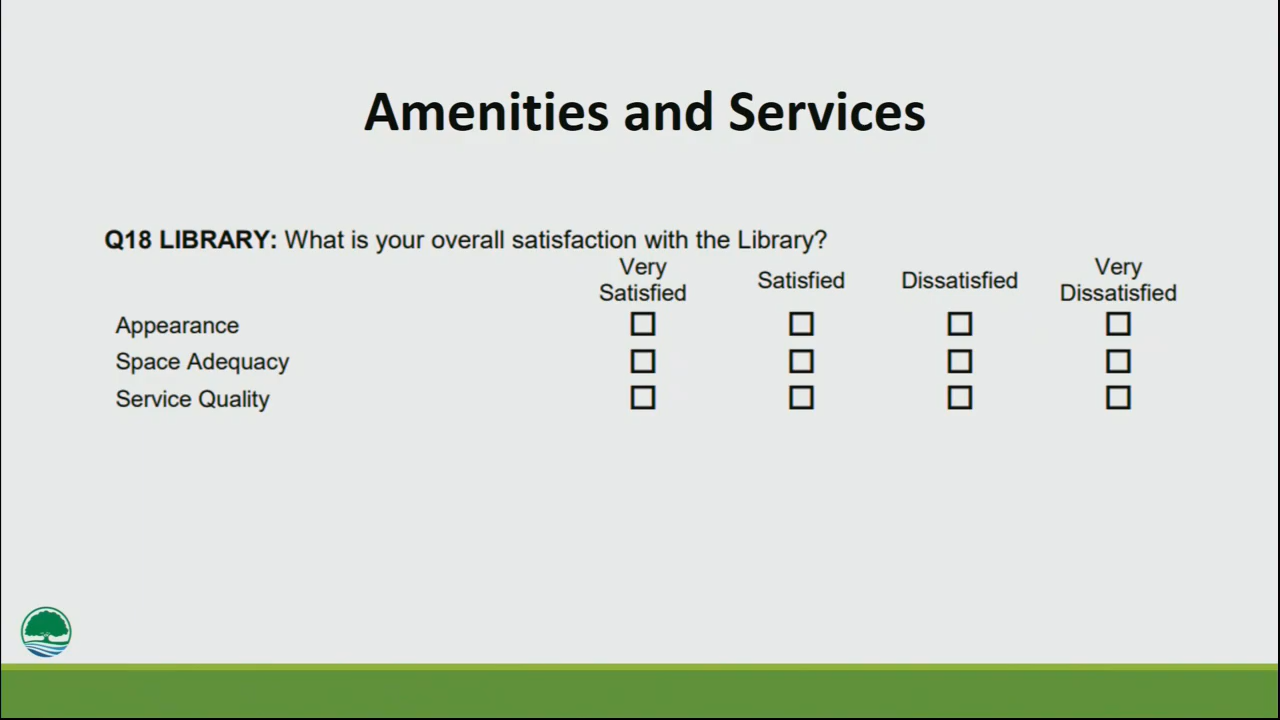 Amenities and Services
Q18 LIBRARY: What is your overall satisfaction with the Library?
Very Satisfied Satisfied Dissatisfied Very Dissatisfied
Appearance
Space Adequacy
Service Quality